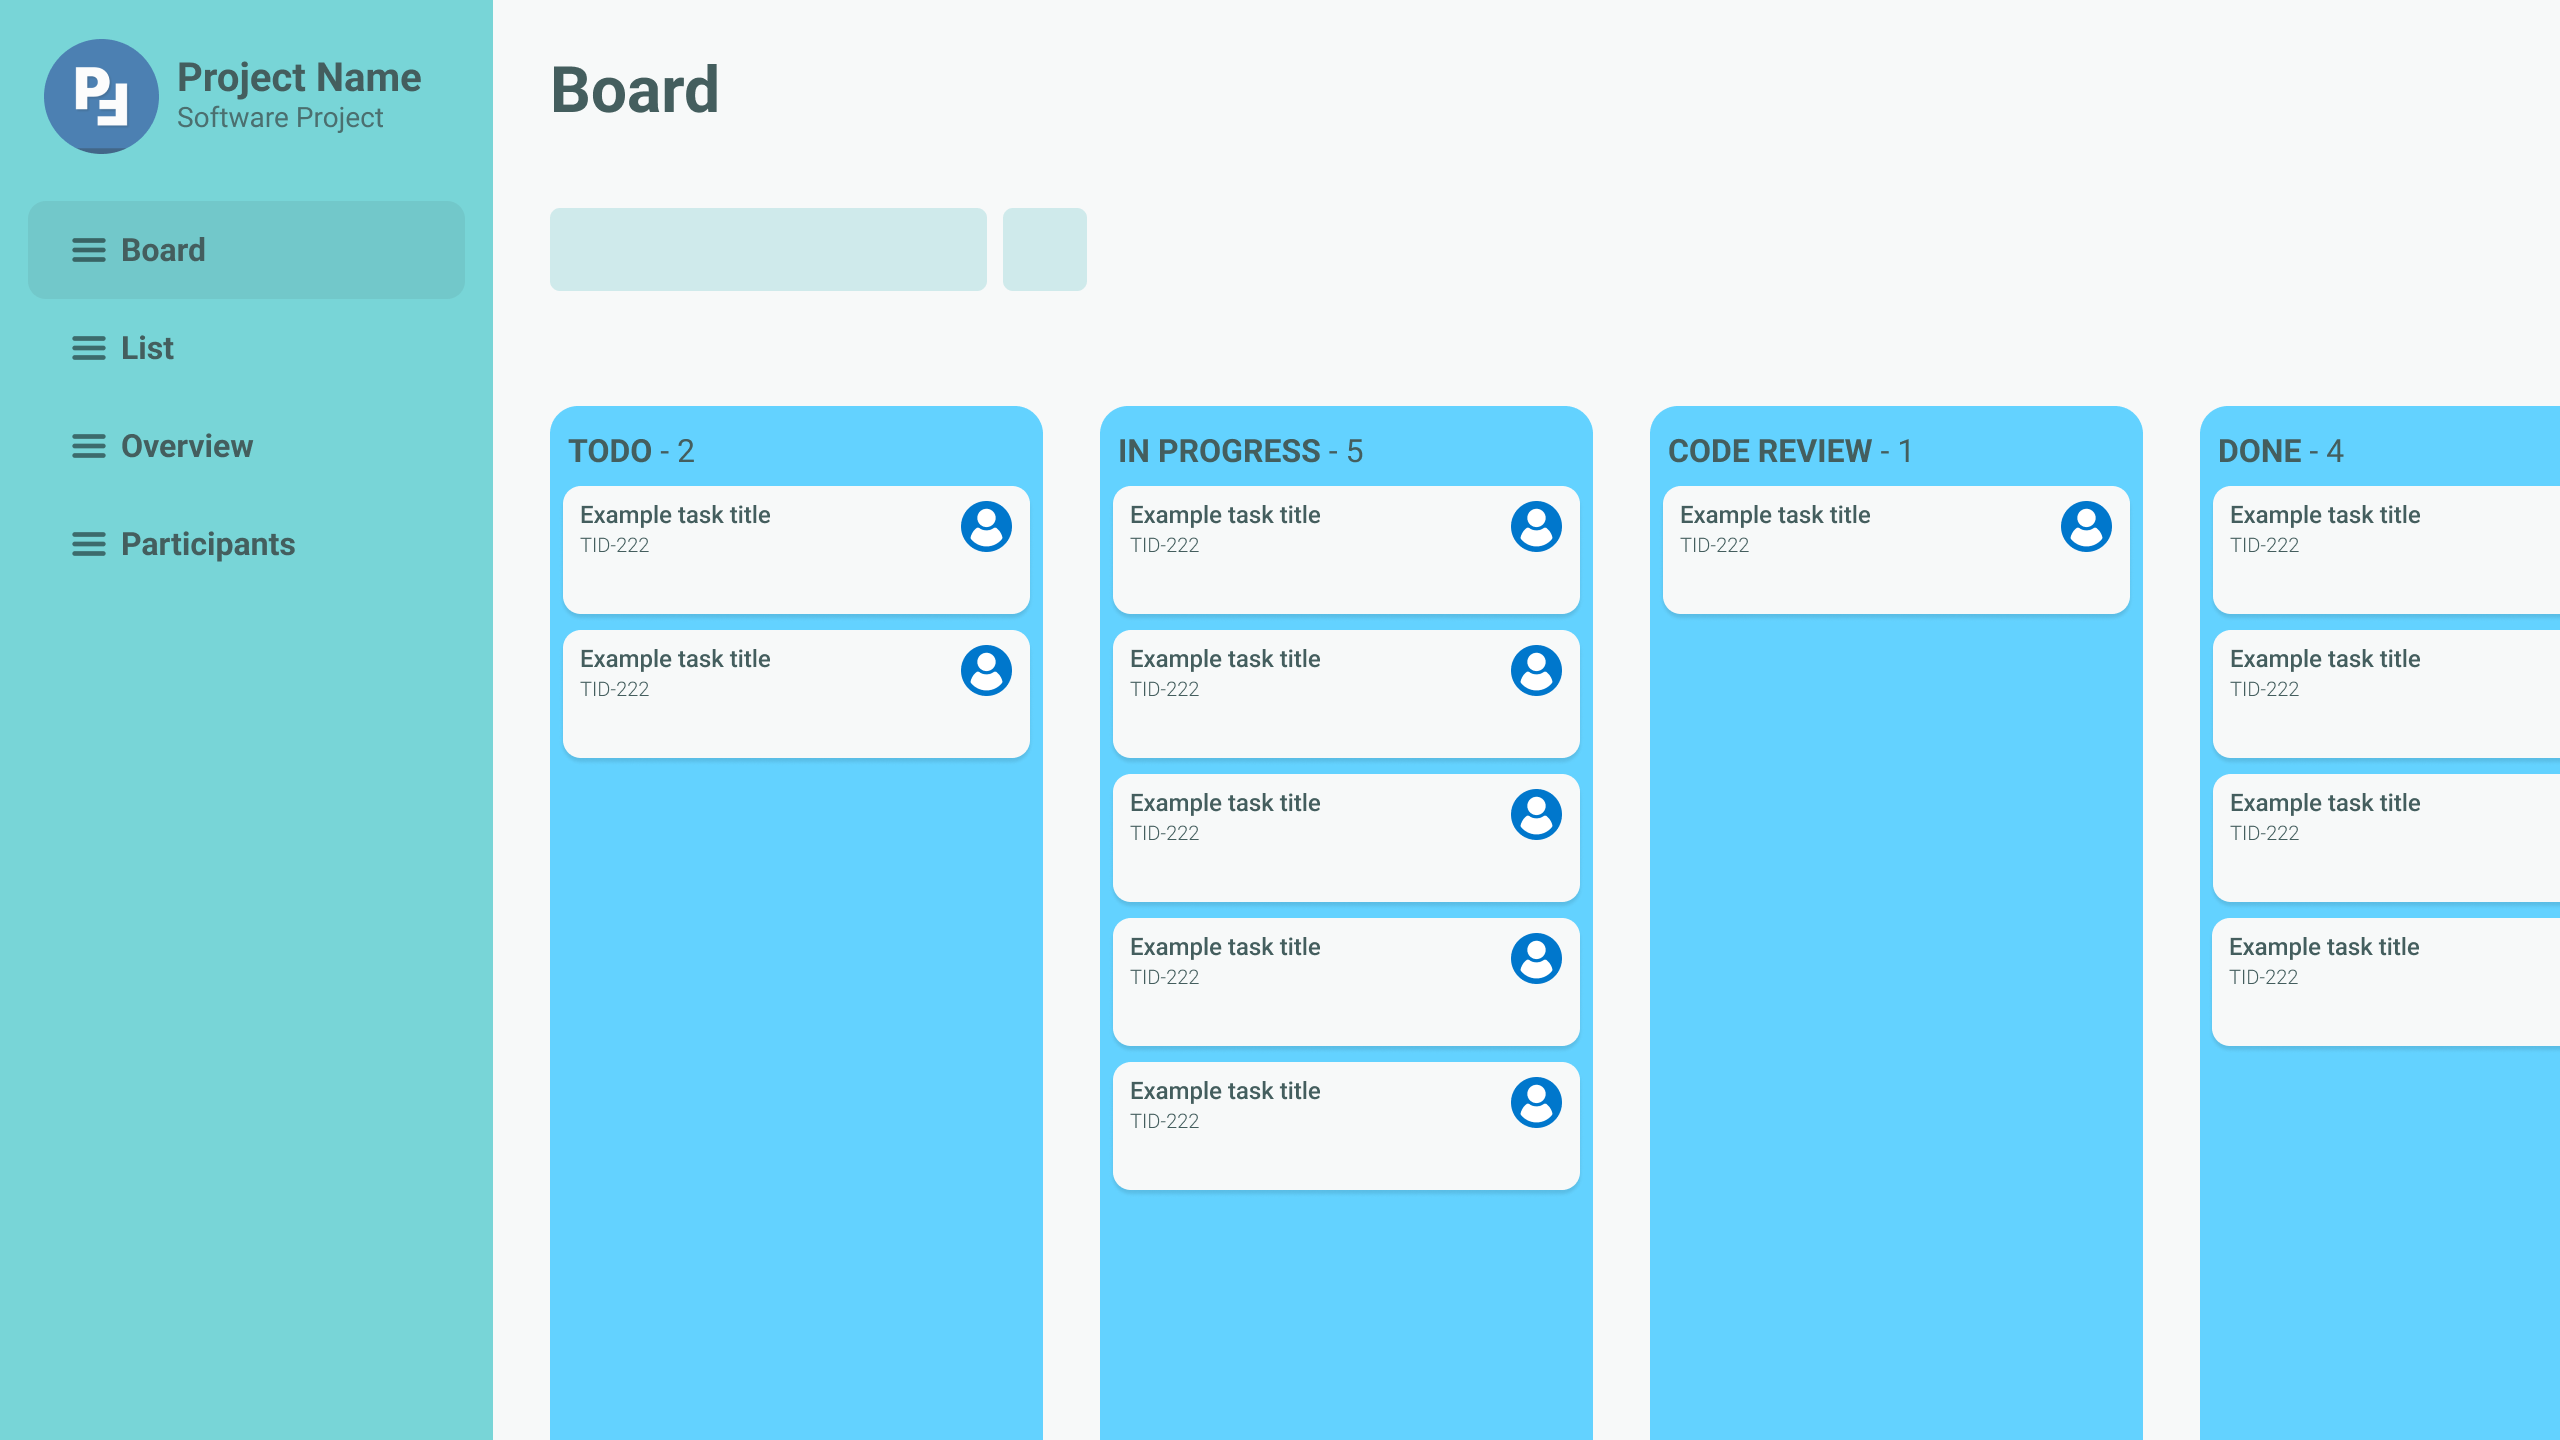 Project Name
Software Project
Board
List
Overview
Participants
Board
TODO - 2
Example task title
TID-222
Example task title
TID-222
IN PROGRESS - 5
Example task title
TID-222
Example task title
TID-222
Example task title
TID-222
Example task title
TID-222
Example task title
TID-222
CODE REVIEW - 1
Example task title
TID-222
DONE - 4
Example task title
TID-222
Example task title
TID-222
Example task title
TID-222
Example task title
TID-222